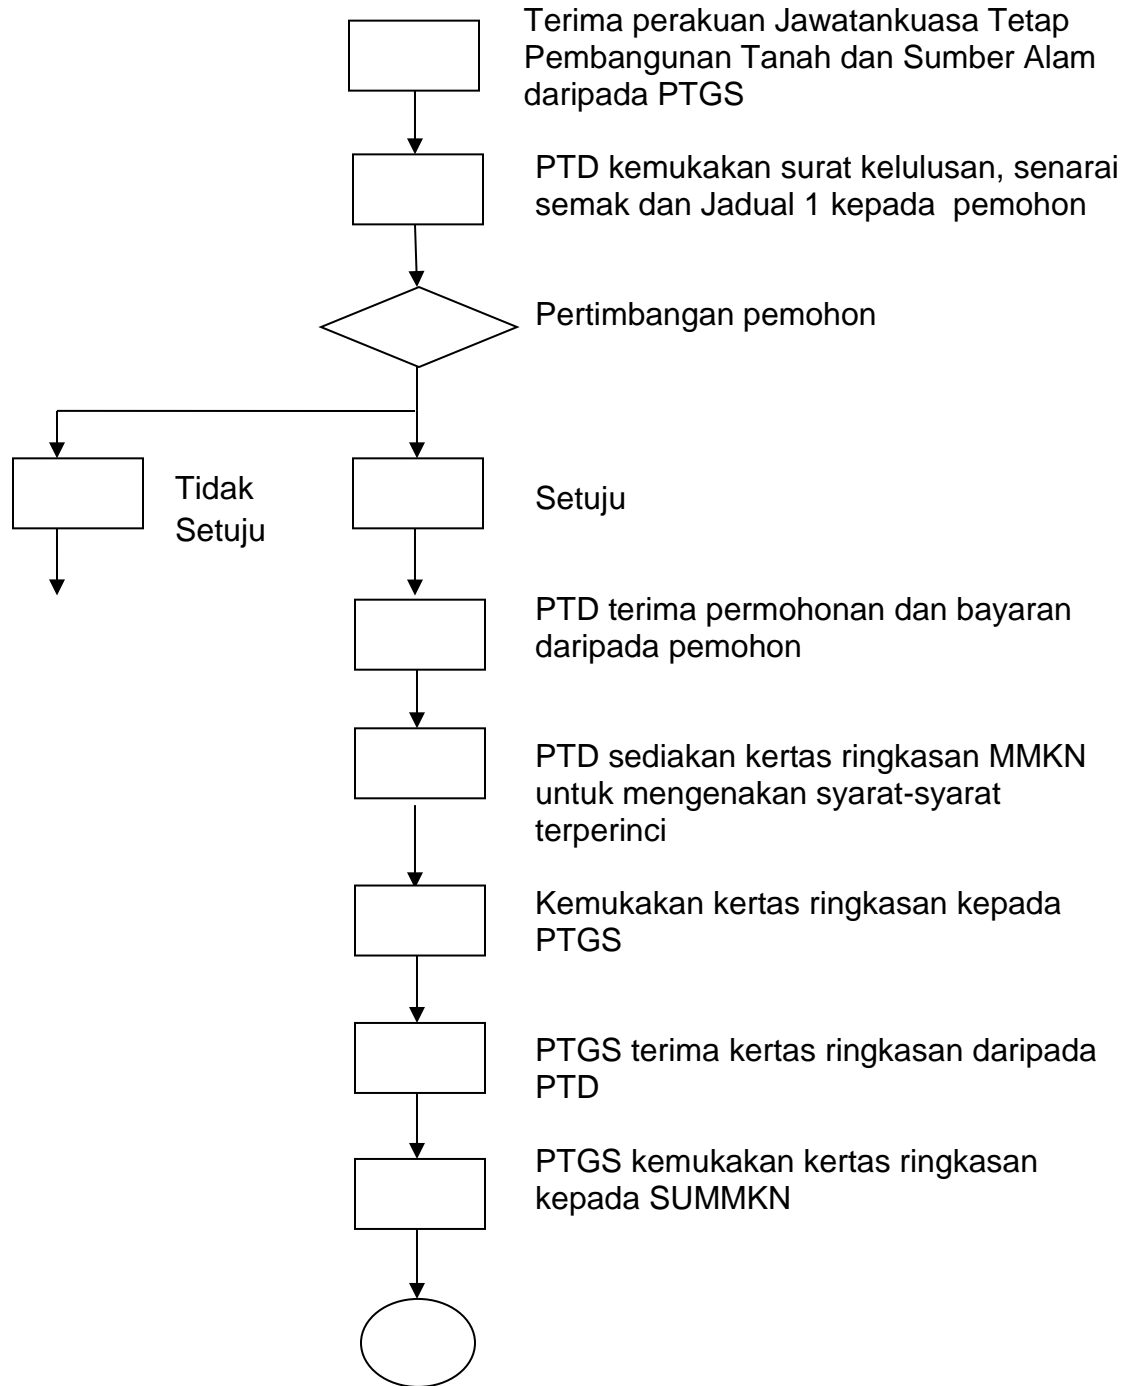 Terima perakuan Jawatankuasa Tetap
Pembangunan Tanah dan Sumber Alam
daripada PTGS
PTD kemukakan surat kelulusan, senarai
semak dan Jadual 1 kepada pemohon
Pertimbangan pemohon
Tidak
Setuju
Setuju
PTD terima permohonan dan bayaran
daripada pemohon
PTD sediakan kertas ringkasan MMKN
untuk mengenakan syarat-syarat
terperinci
Kemukakan kertas ringkasan kepada
PTGS
PTGS terima kertas ringkasan daripada
PTD
PTGS kemukakan kertas ringkasan
kepada SUMMKN